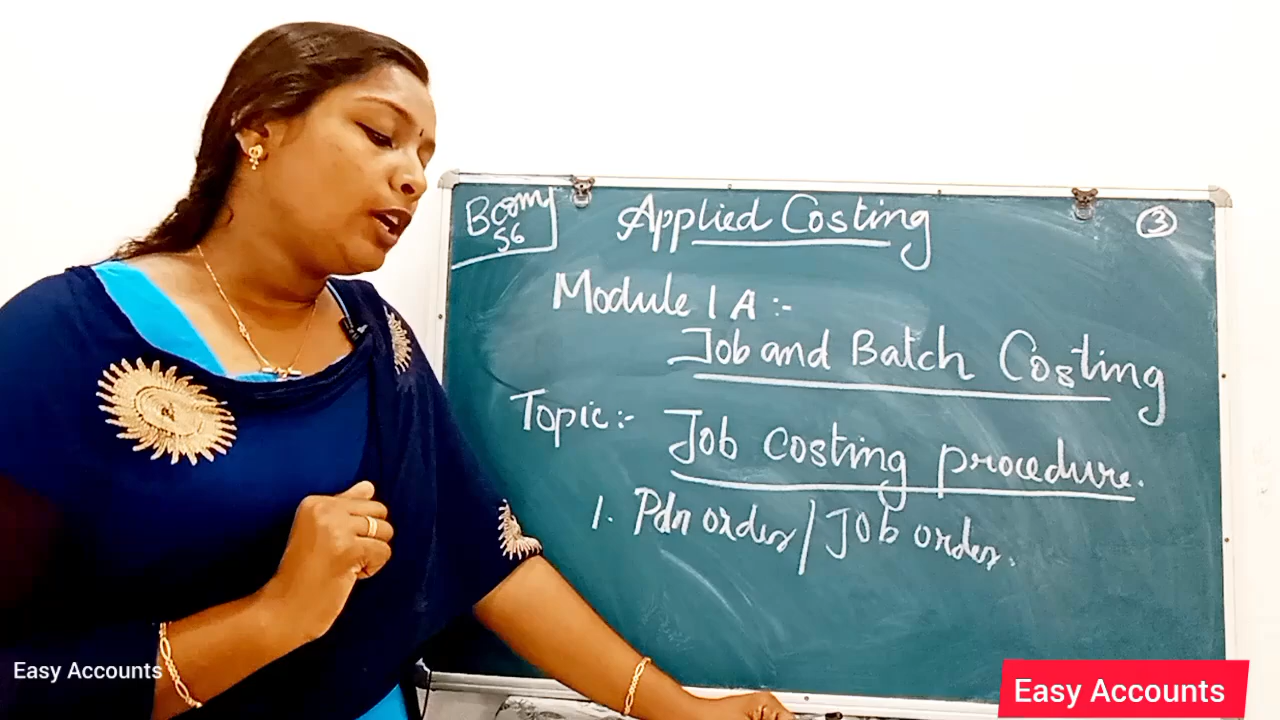 Bcom
S6
Applied Costing
3
Module 1 A:-
Job and Batch Costing
Topic:- Job costing procedure.
1. Pdn order/Job order.
Easy Accounts
Easy Accounts